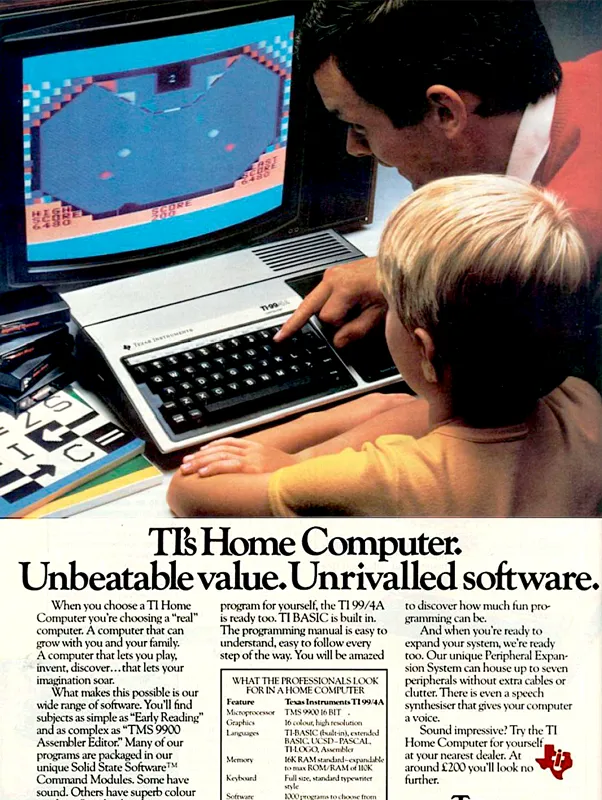 SCORE
TI-99/4A
TEXAS INSTRUMENTS
TI's Home Computer.
Unbeatable value. Unrivalled software.
When you choose a TI Home
Computer you're choosing a "real"
computer. A computer that can
grow with you and your family.
A computer that lets you play,
invent, discover...that lets your
imagination soar.
What makes this possible is our
wide range of software. You'll find
subjects as simple as "Early Reading"
and as complex as "TMS 9900
Assembler Editor." Many of our
programs are packaged in our
unique Solid State Software™
Command Modules. Some have
sound. Others have superb colour
program for yourself, the TI 99/4A
is ready too. TI BASIC is built in.
The programming manual is easy to
understand, easy to follow every
step of the way. You will be amazed
WHAT THE PROFESSIONALS LOOK
FOR IN A HOME COMPUTER
Feature Texas Instruments TI 99/4A
Microprocessor TMS 9900 16 BIT
Graphics 16 colour, high resolution
Languages TI-BASIC (built-in), extended
BASIC, UCSD-PASCAL,
TI-LOGO, Assembler
Memory 16K RAM standard-expandable
to max ROM/RAM of 110K
Keyboard Full size, standard typewriter
style
Software 1000 programs to choose from
to discover how much fun pro-
gramming can be.
And when you're ready to
expand your system, we're ready
too. Our unique Peripheral Expan-
sion System can house up to seven
peripherals without extra cables or
clutter. There is even a speech
synthesiser that gives your computer
a voice.
Sound impressive? Try the TI
Home Computer for yourself
at your nearest dealer. At
around £200 you'll look no
further.